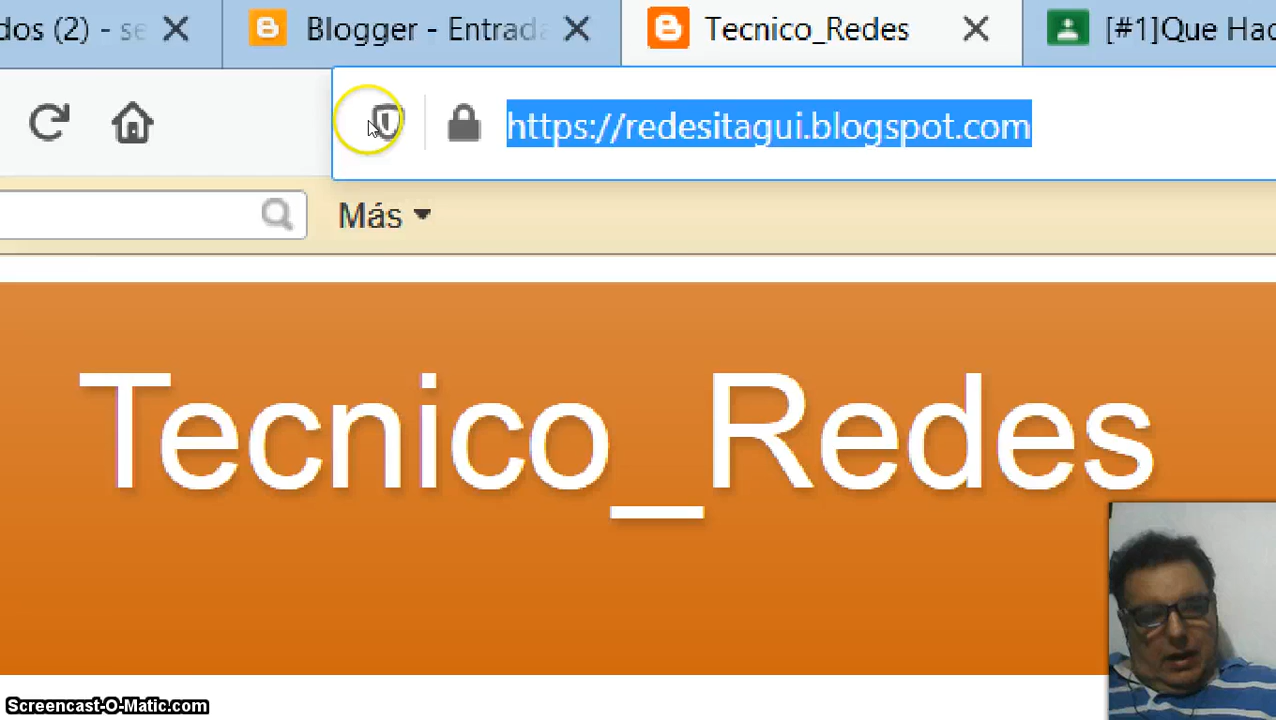 dos (2) - se
Blogger - Entrada
Tecnico_Redes
[#1]Que Hac
https://redesitagui.blogspot.com
Más
Tecnico_Redes
Screencast-O-Matic.com